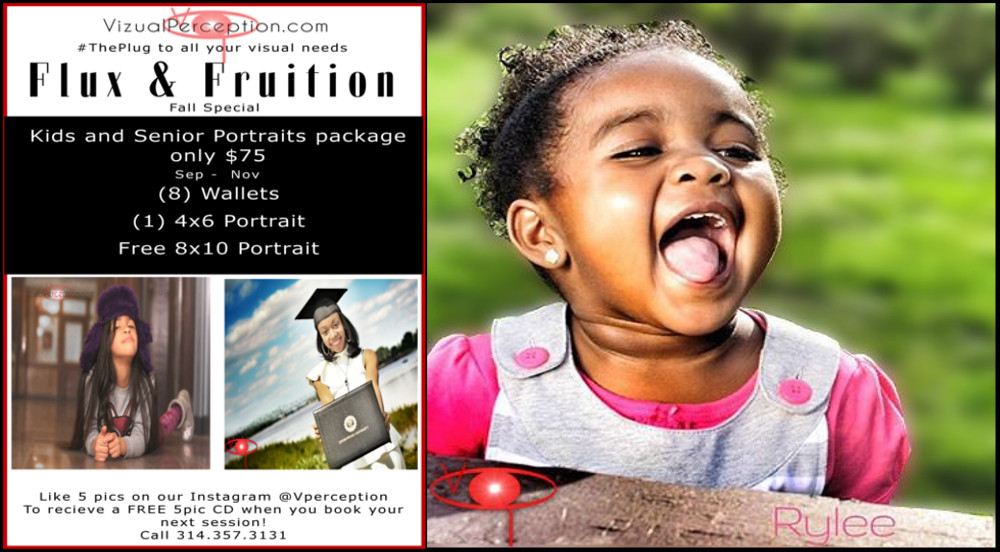 VizualPerception.com
#ThePlug to all your visual needs
Flux & Fruition
Fall Special
Kids and Senior Portraits package
only $75
Sep - Nov
(8) Wallets
(1) 4x6 Portrait
Free 8x10 Portrait
Like 5 pics on our Instagram @Vperception
To recieve a FREE 5pic CD when you book your
next session!
Call 314.357.3131
Rylee